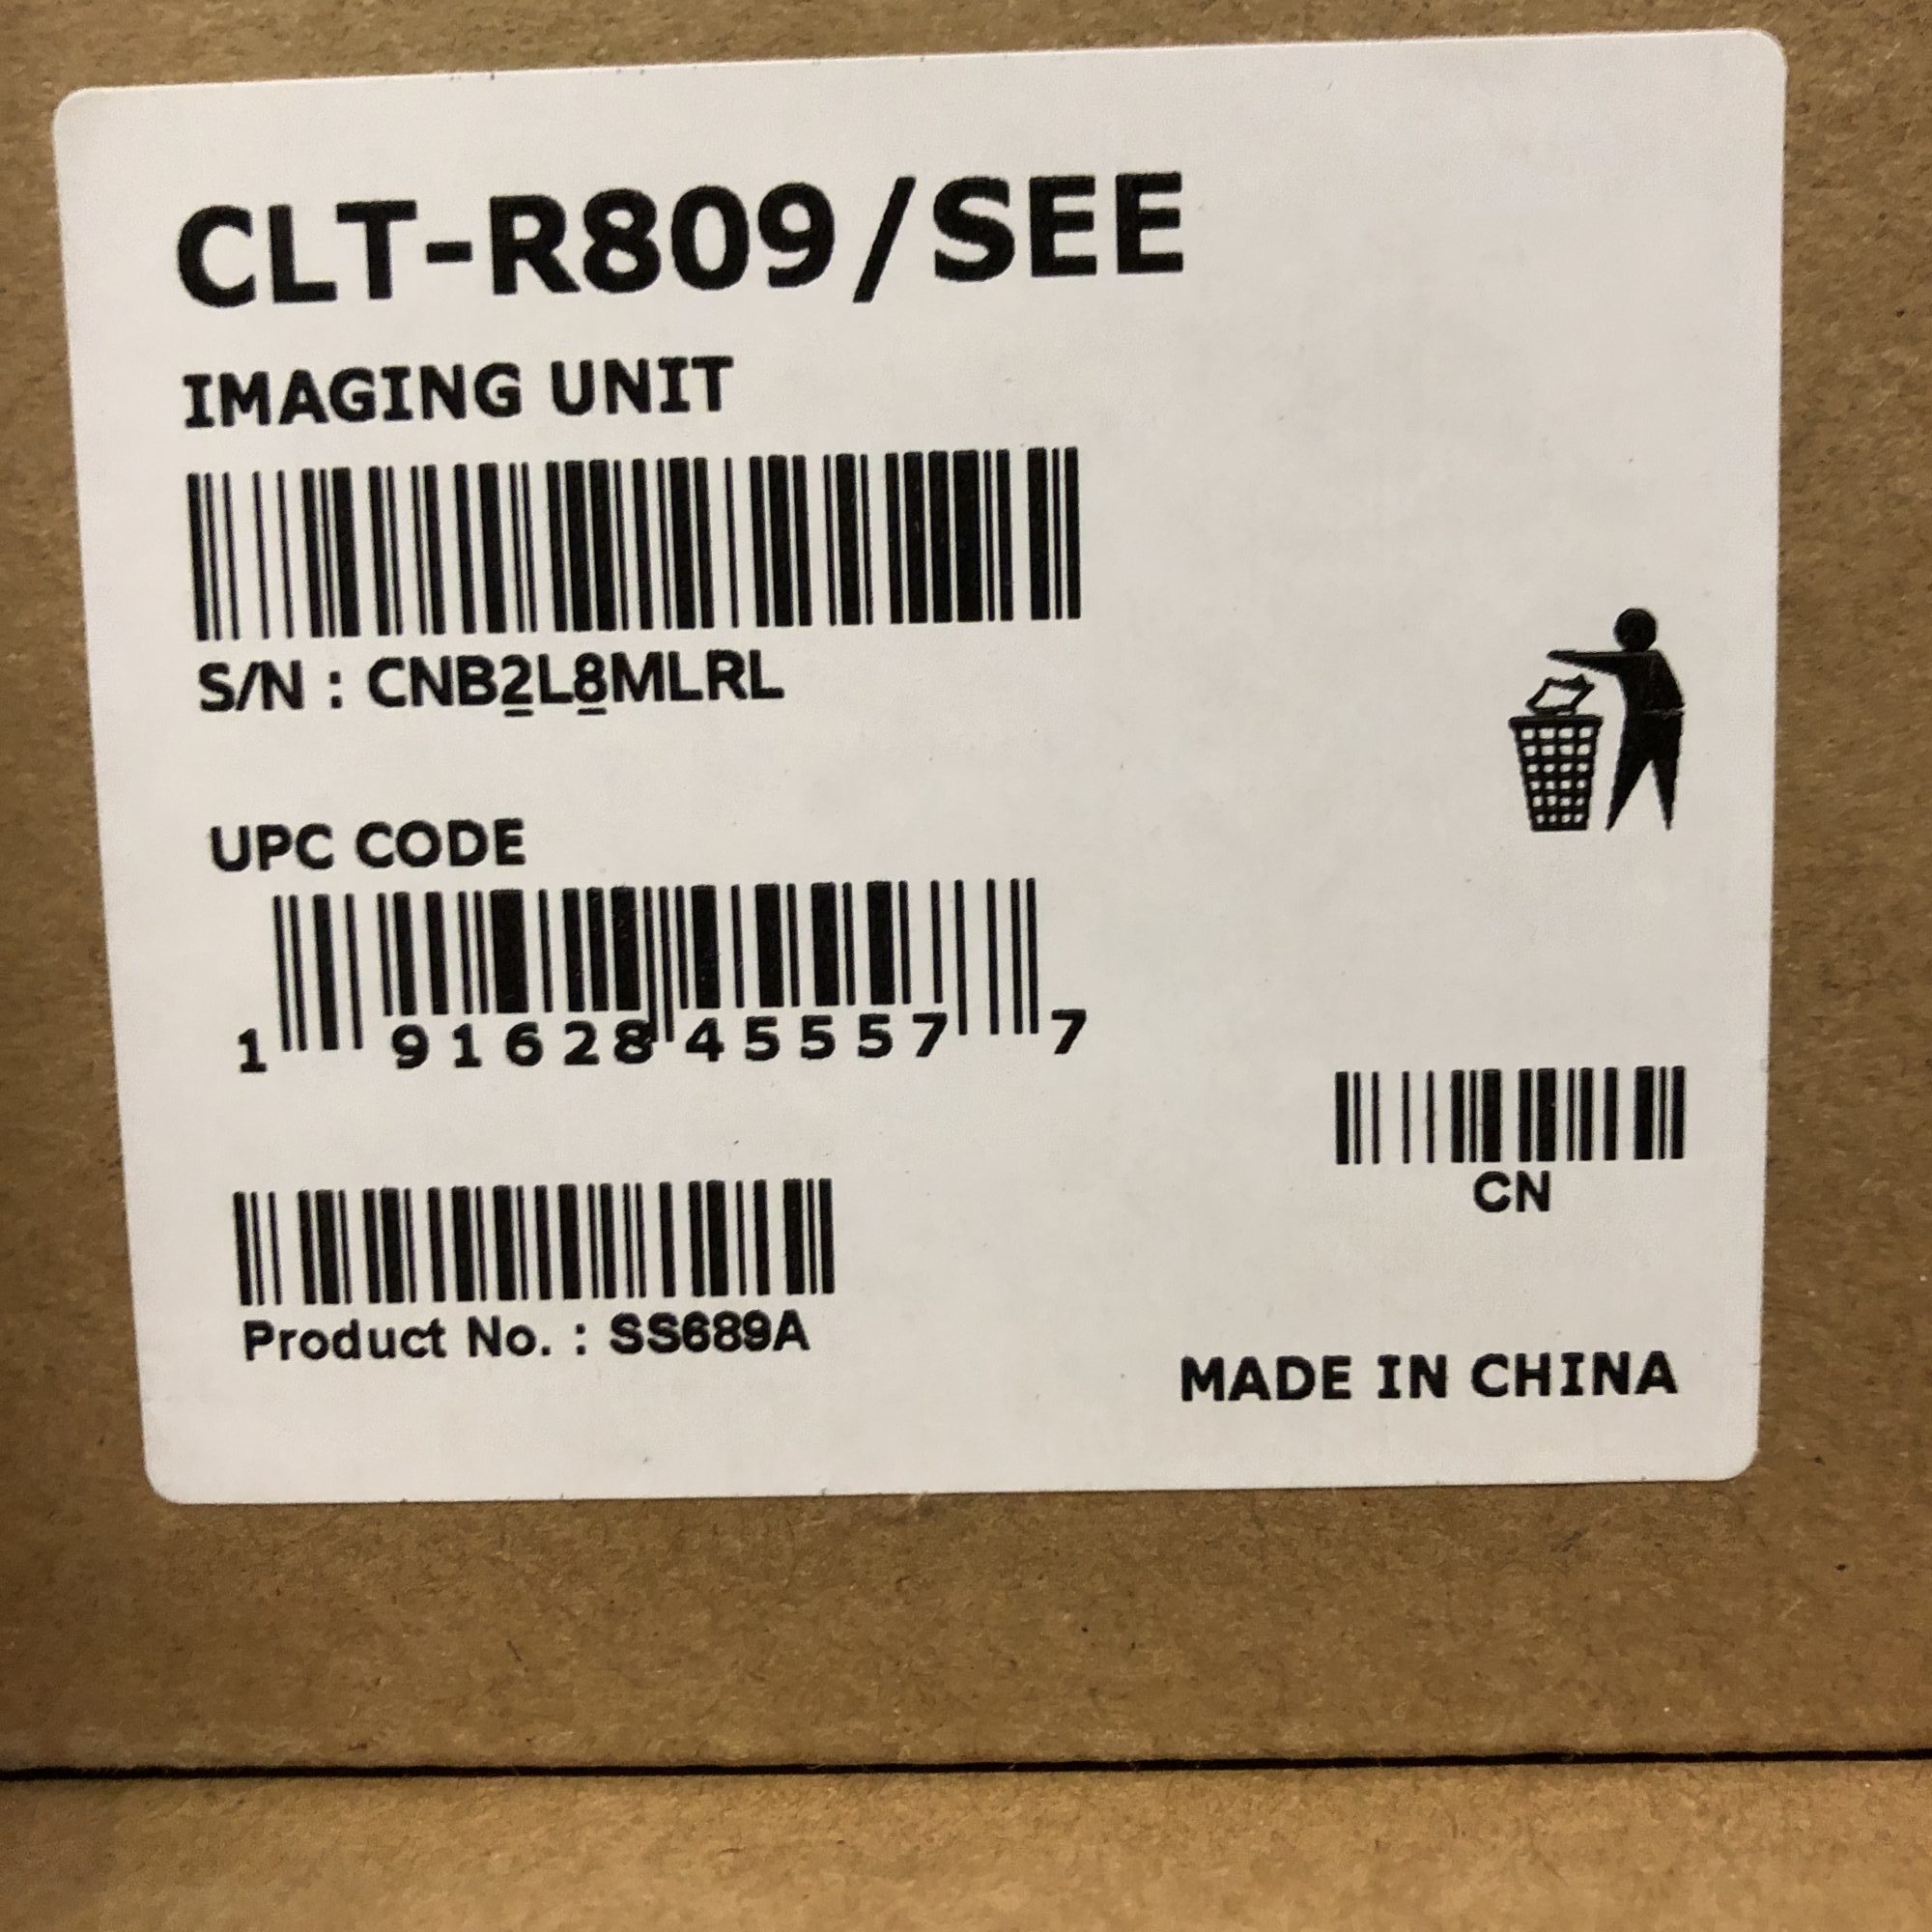 CLT-R809/SEE
IMAGING UNIT
S/N : CNB2L8MLRL
UPC CODE
1 91628 45557 7
CN
Product No. : SS689A
MADE IN CHINA